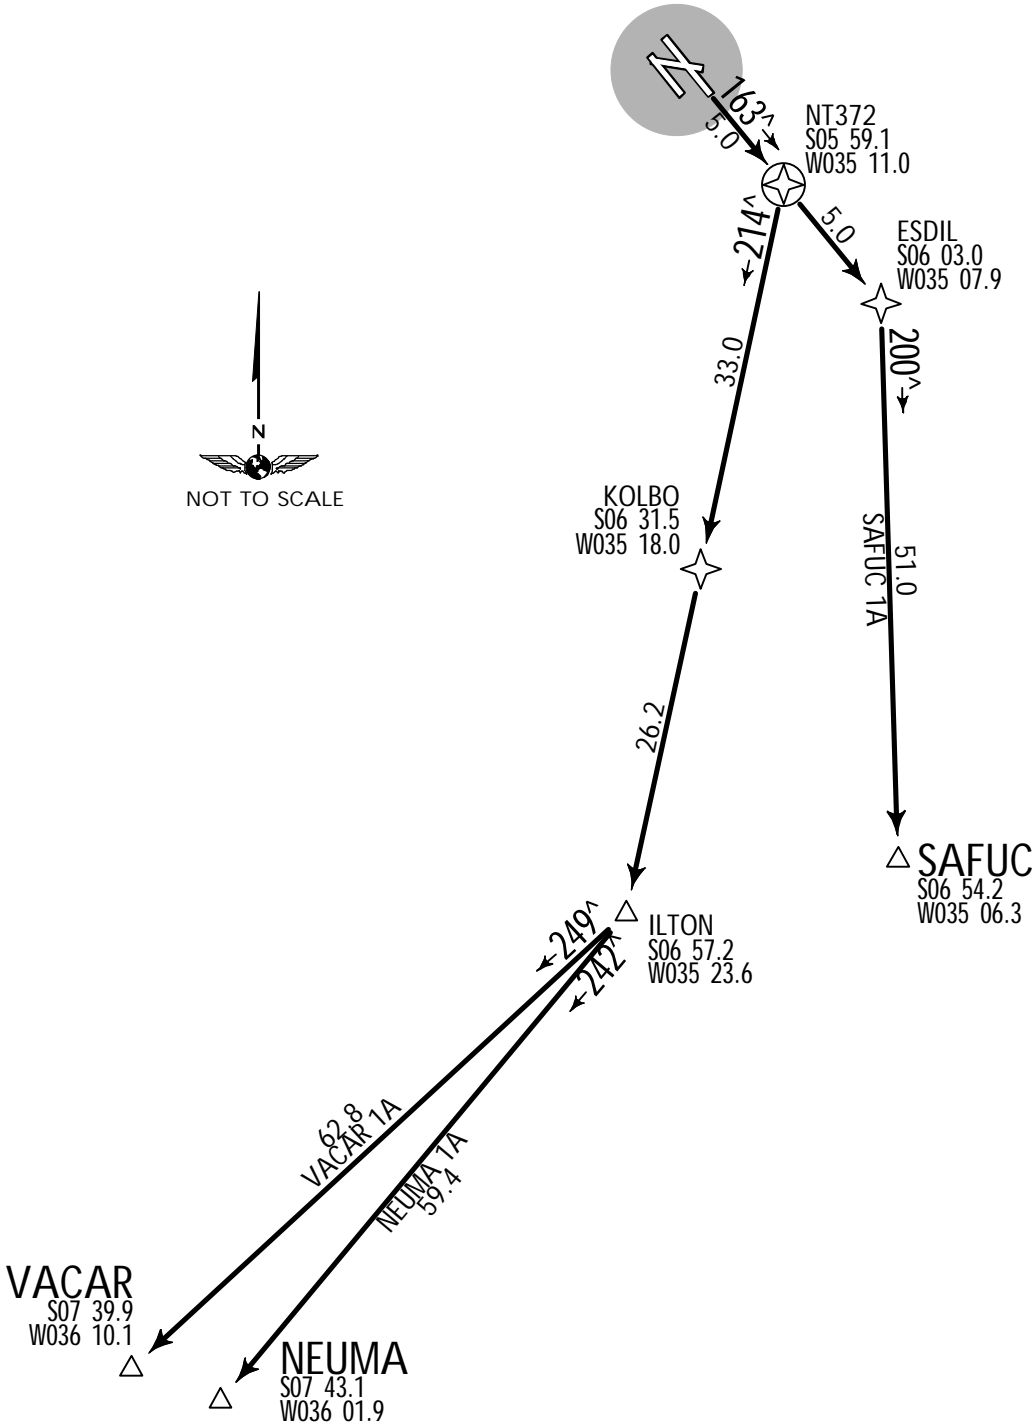 163^
5.0
NT372
S05 59.1
W035 11.0
214^
5.0
ESDIL
S06 03.0
W035 07.9
200^
33.0
N
NOT TO SCALE
KOLBO
S06 31.5
W035 18.0
SAFUC 1A
51.0
26.2
SAFUC
S06 54.2
W035 06.3
249^
242^
ILTON
S06 57.2
W035 23.6
62.8
VACAR 1A
NEUMA 1A
59.4
VACAR
S07 39.9
W036 10.1
NEUMA
S07 43.1
W036 01.9